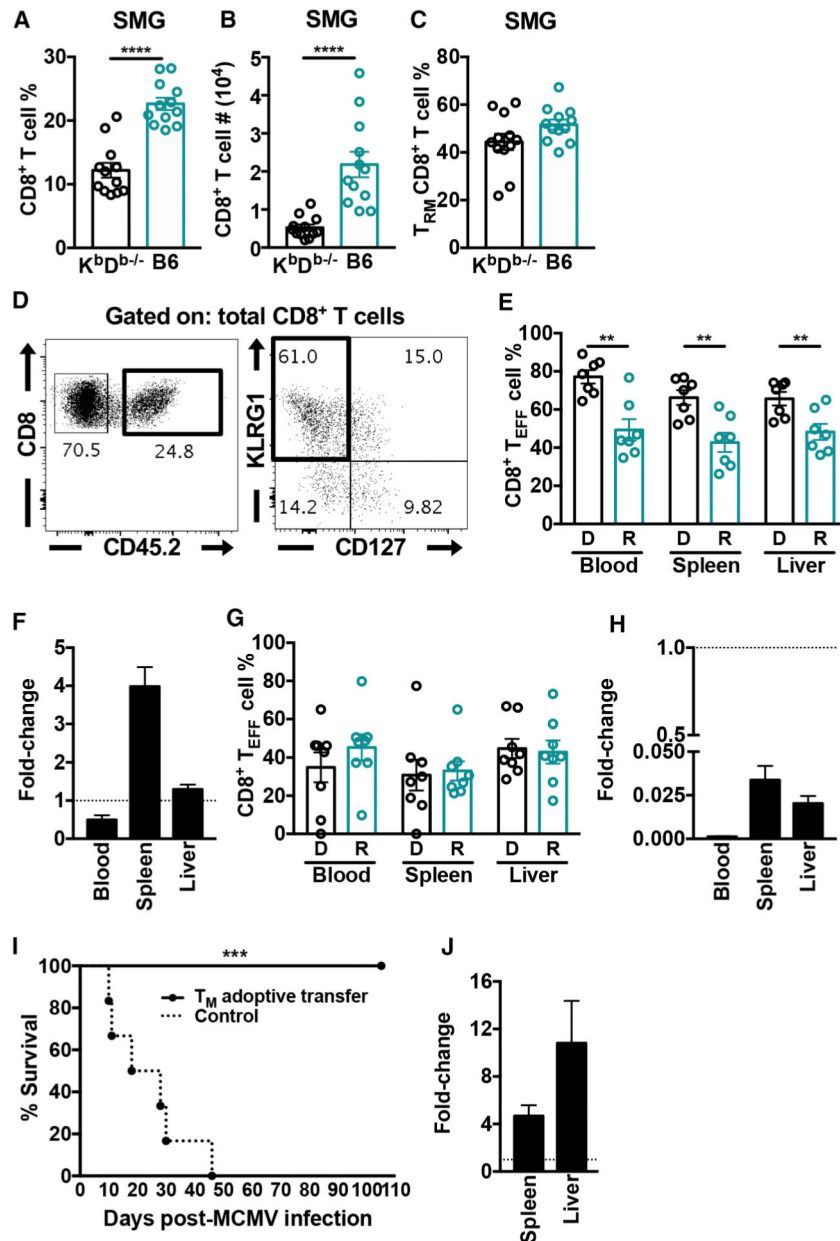 A
SMG
CD8⁺ T cell %
30
20
10
0
****
KᵇDᵇ⁻/⁻ B6
B
SMG
CD8⁺ T cell # (10⁴)
5
4
3
2
1
0
****
KᵇDᵇ⁻/⁻ B6
C
SMG
T_RM CD8⁺ T cell %
80
60
40
20
0
KᵇDᵇ⁻/⁻ B6
D
Gated on: total CD8⁺ T cells
CD8
70.5
24.8
CD45.2
KLRG1
61.0
15.0
14.2
9.82
CD127
E
CD8⁺ T_EFF cell %
100
80
60
40
20
0
** ** **
D R D R D R
Blood Spleen Liver
F
Fold-change
5
4
3
2
1
0
Blood
Spleen
Liver
G
CD8⁺ T_EFF cell %
100
80
60
40
20
0
D R D R D R
Blood Spleen Liver
H
Fold-change
1.0
0.5
0.050
0.025
0.000
Blood
Spleen
Liver
I
***
% Survival
100
80
60
40
20
0
T_M adoptive transfer
Control
0 10 20 30 40 50 60 70 80 90 100 110
Days post-MCMV infection
J
Fold-change
16
12
8
4
0
Spleen
Liver